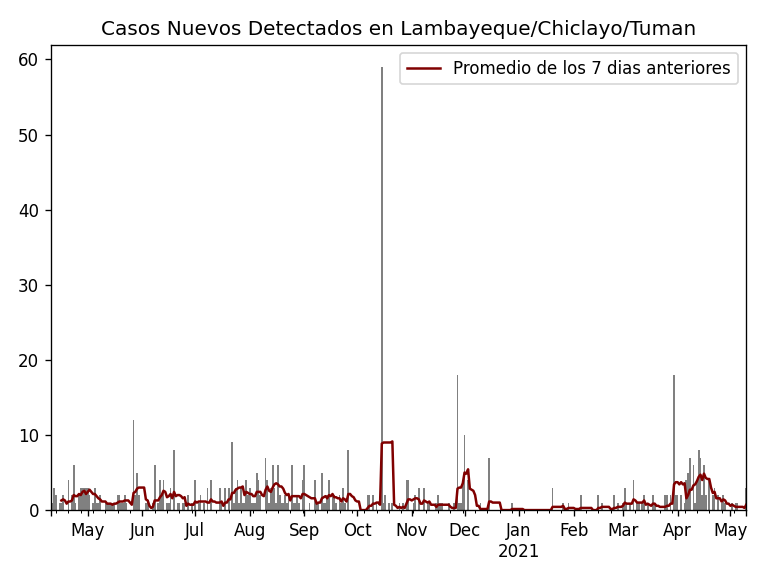 Casos Nuevos Detectados en Lambayeque/Chiclayo/Tuman
Promedio de los 7 dias anteriores
60
50
40
30
20
10
0
May Jun Jul Aug Sep Oct Nov Dec Jan Feb Mar Apr May
2021